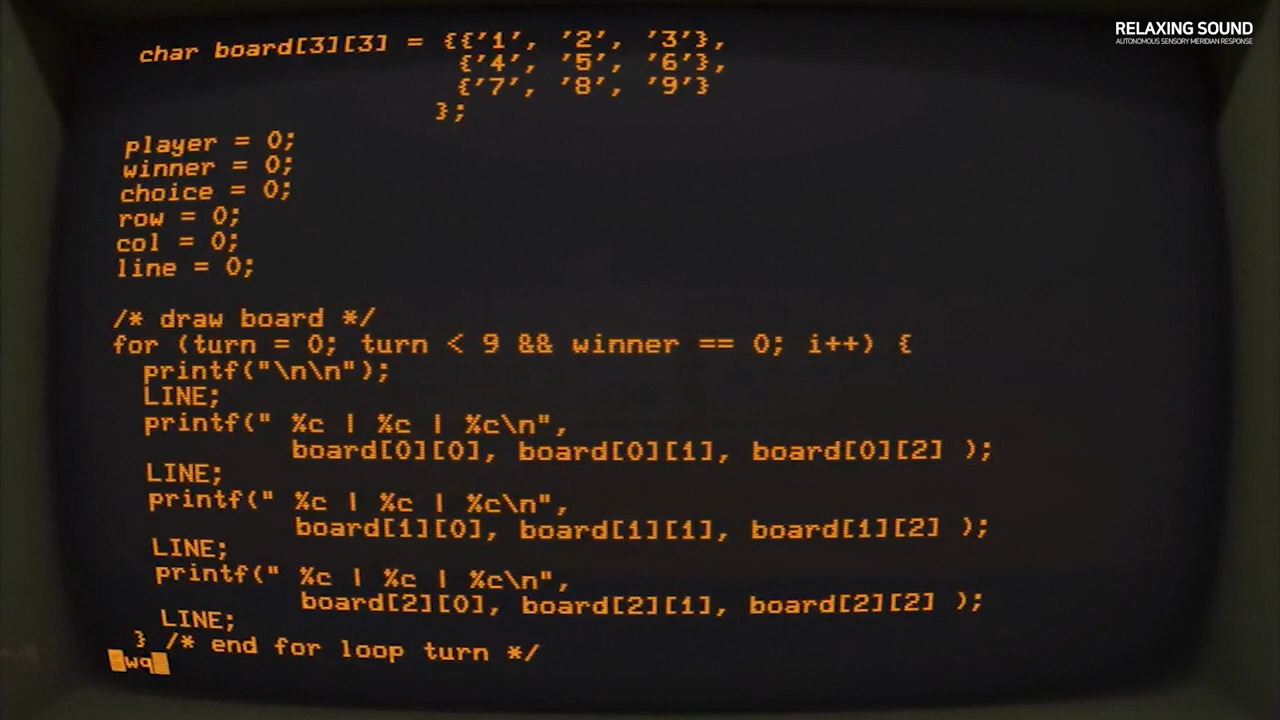 RELAXING SOUND
AUTONOMOUS SENSORY MERIDIAN RESPONSE
char board[3][3] = {{'1', '2', '3'},
{'4', '5', '6'},
{'7', '8', '9'}
};
player = 0;
winner = 0;
choice = 0;
row = 0;
col = 0;
line = 0;
/* draw board */
for (turn = 0; turn < 9 && winner == 0; i++) {
printf("\n\n");
LINE;
printf(" %c | %c | %c\n",
board[0][0], board[0][1], board[0][2] );
LINE;
printf(" %c | %c | %c\n",
board[1][0], board[1][1], board[1][2] );
LINE;
printf(" %c | %c | %c\n",
board[2][0], board[2][1], board[2][2] );
LINE;
} /* end for loop turn */
wq